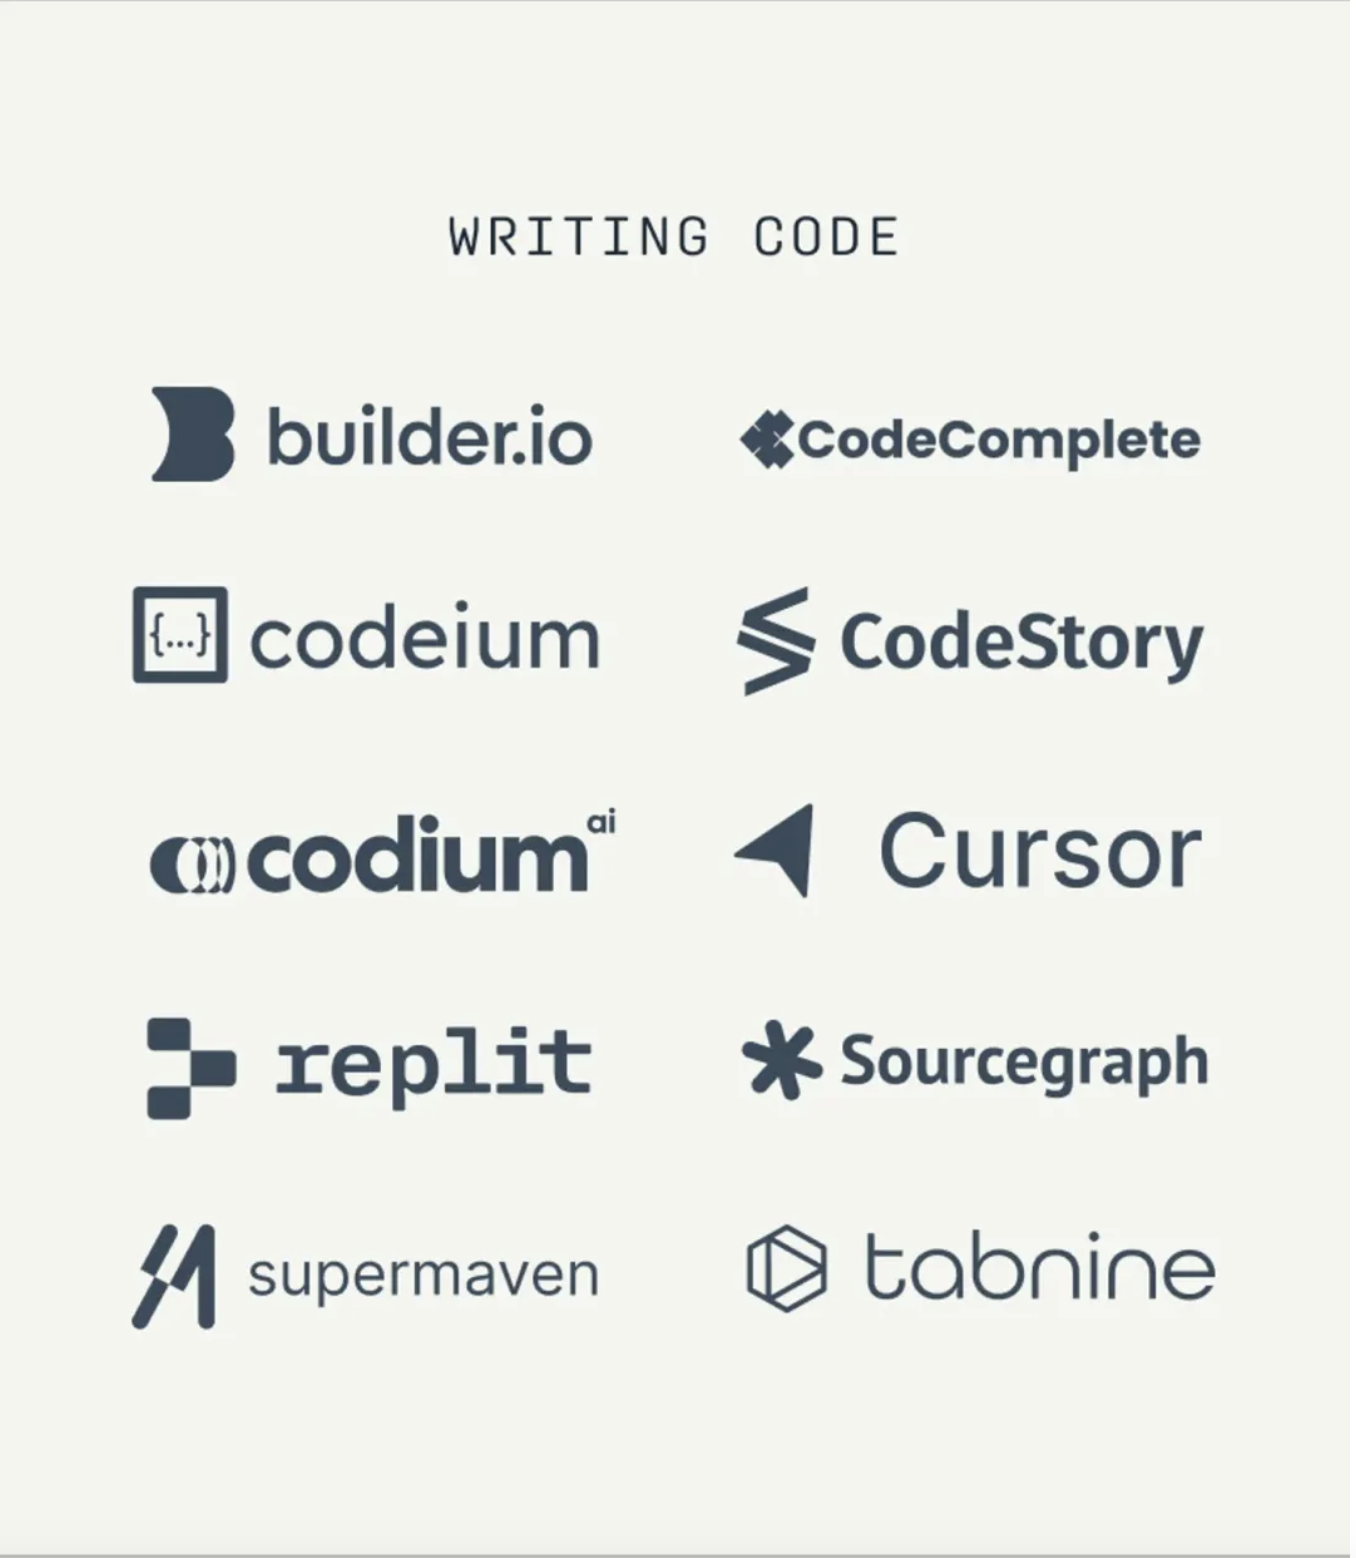 WRITING CODE
builder.io
CodeComplete
{...} codeium
CodeStory
codium ai
Cursor
replit
Sourcegraph
supermaven
tabnine